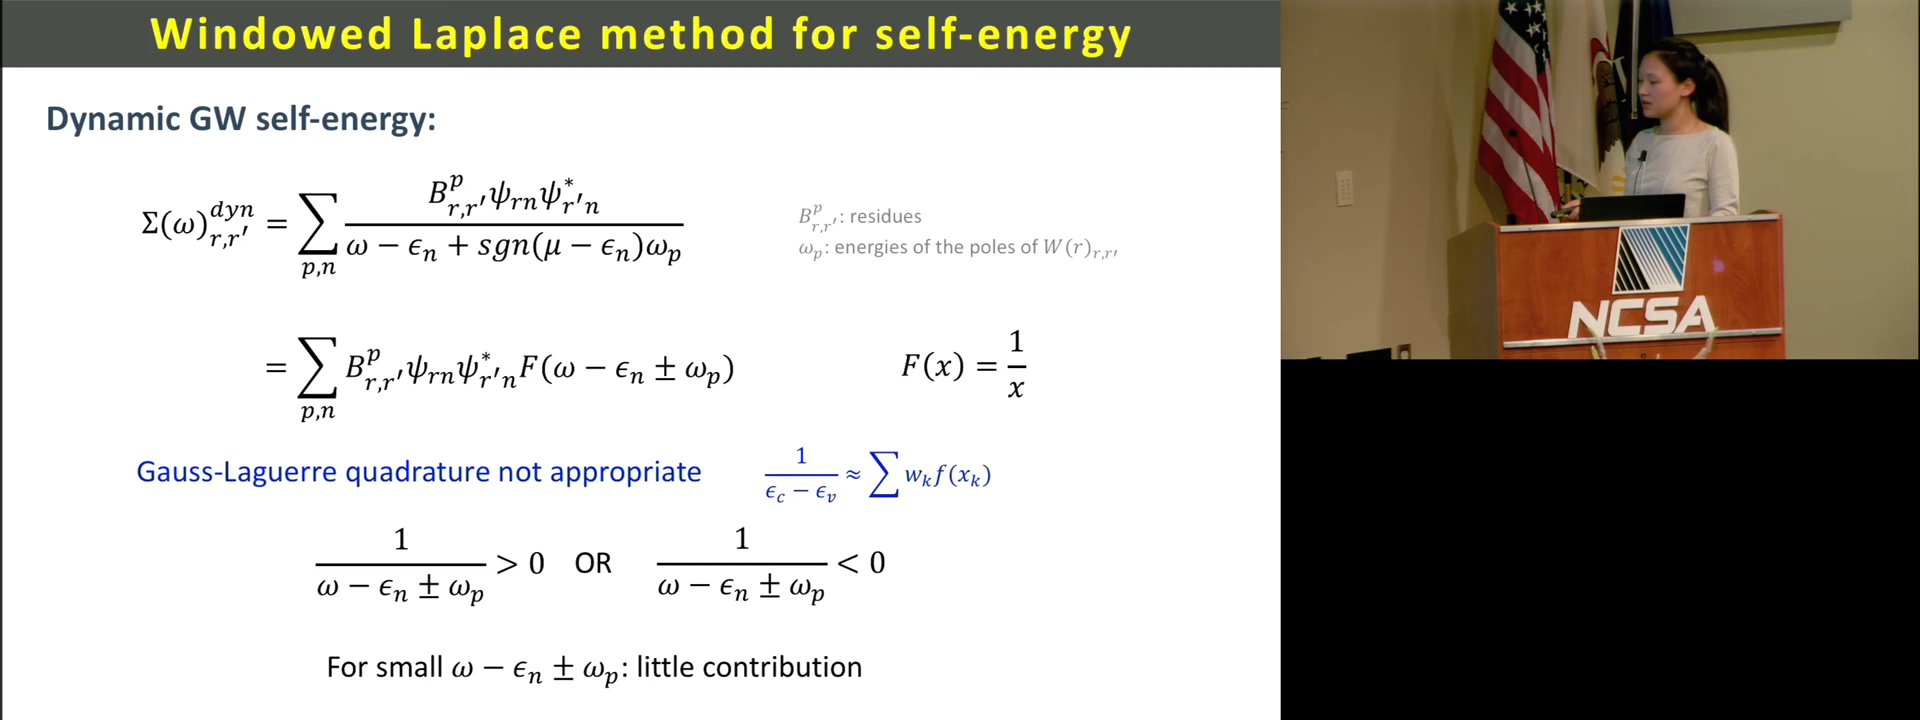 Windowed Laplace method for self-energy
Dynamic GW self-energy:
Σ(ω)^{dyn}_{r,r′} = ∑_{p,n} B^p_{r,r′}ψ_{rn}ψ^*_{r′n} / (ω − ϵ_n + sgn(μ − ϵ_n)ω_p)
B^p_{r,r′}: residues
ω_p: energies of the poles of W(r)_{r,r′}
= ∑_{p,n} B^p_{r,r′}ψ_{rn}ψ^*_{r′n}F(ω − ϵ_n ± ω_p) F(x) = 1/x
Gauss-Laguerre quadrature not appropriate 1/(ϵ_c − ϵ_v) ≈ ∑ w_k f(x_k)
1/(ω − ϵ_n ± ω_p) > 0 OR 1/(ω − ϵ_n ± ω_p) < 0
For small ω − ϵ_n ± ω_p: little contribution
NCSA